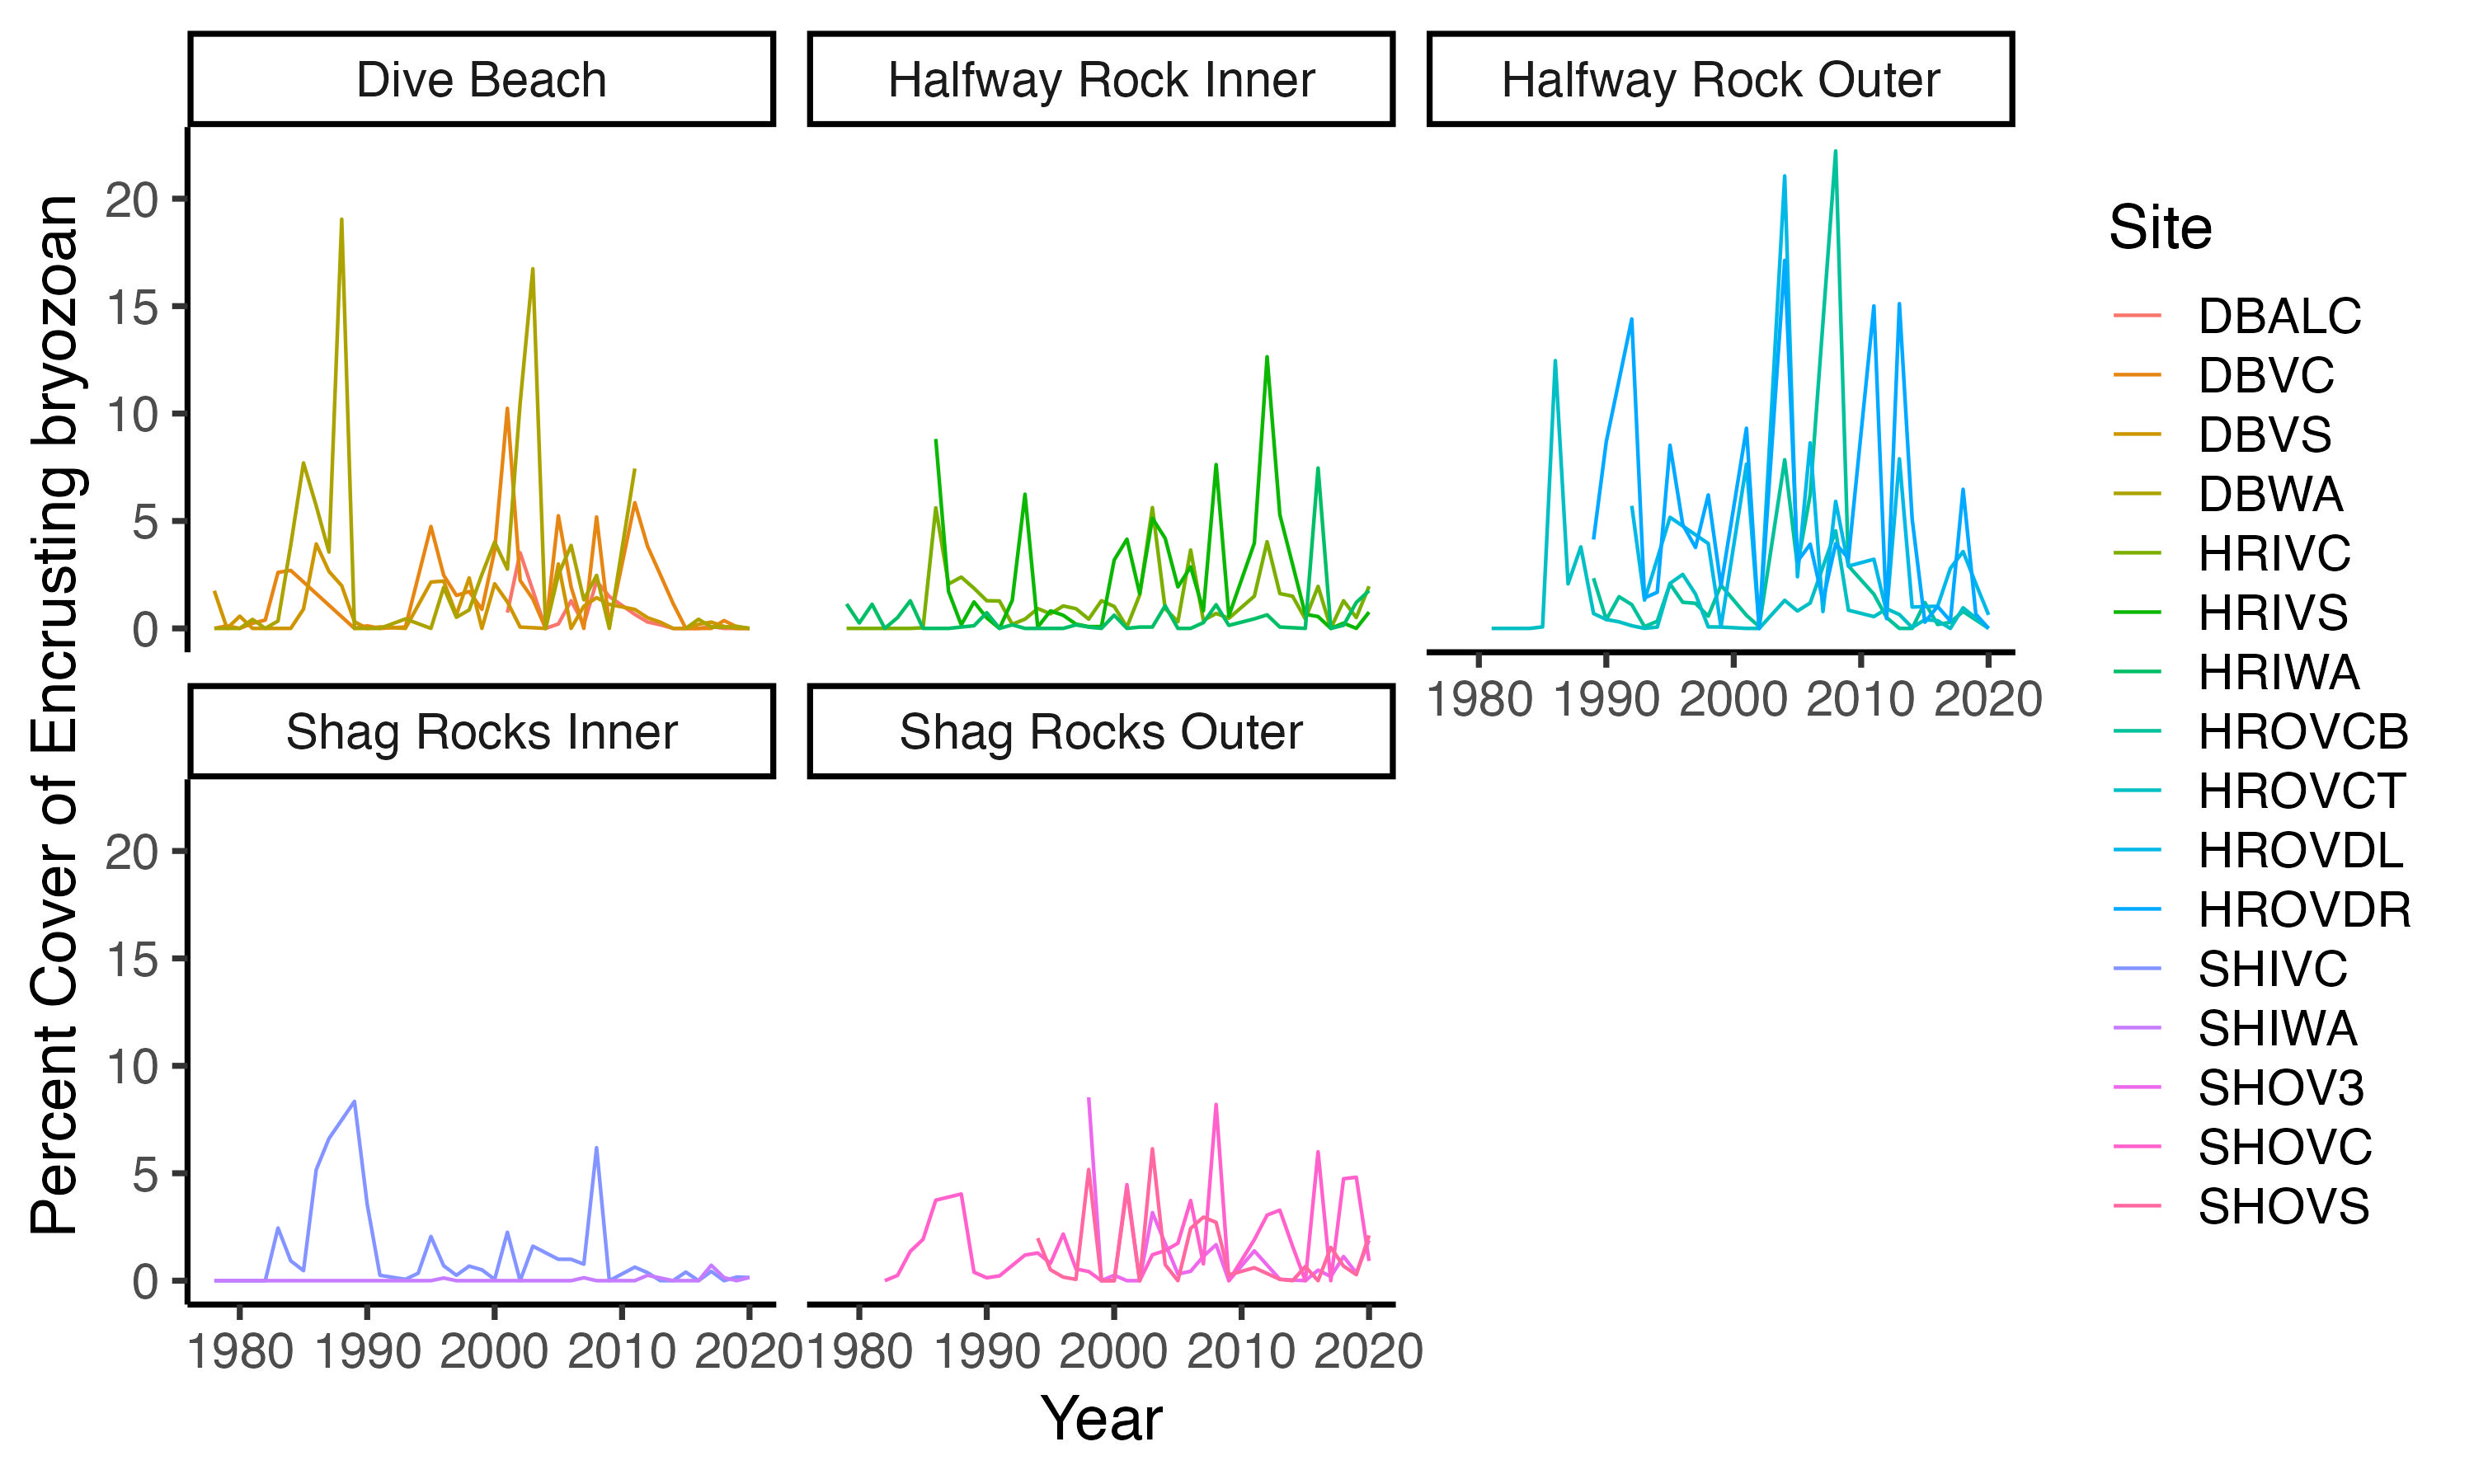 Dive Beach
Halfway Rock Inner
Halfway Rock Outer
Percent Cover of Encrusting bryozoan
20
15
10
5
0
1980 1990 2000 2010 2020
Shag Rocks Inner
Shag Rocks Outer
20
15
10
5
0
1980 1990 2000 2010 2020
1980 1990 2000 2010 2020
Year
Site
DBALC
DBVC
DBVS
DBWA
HRIVC
HRIVS
HRIWA
HROVCB
HROVCT
HROVDL
HROVDR
SHIVC
SHIWA
SHOV3
SHOVC
SHOVS